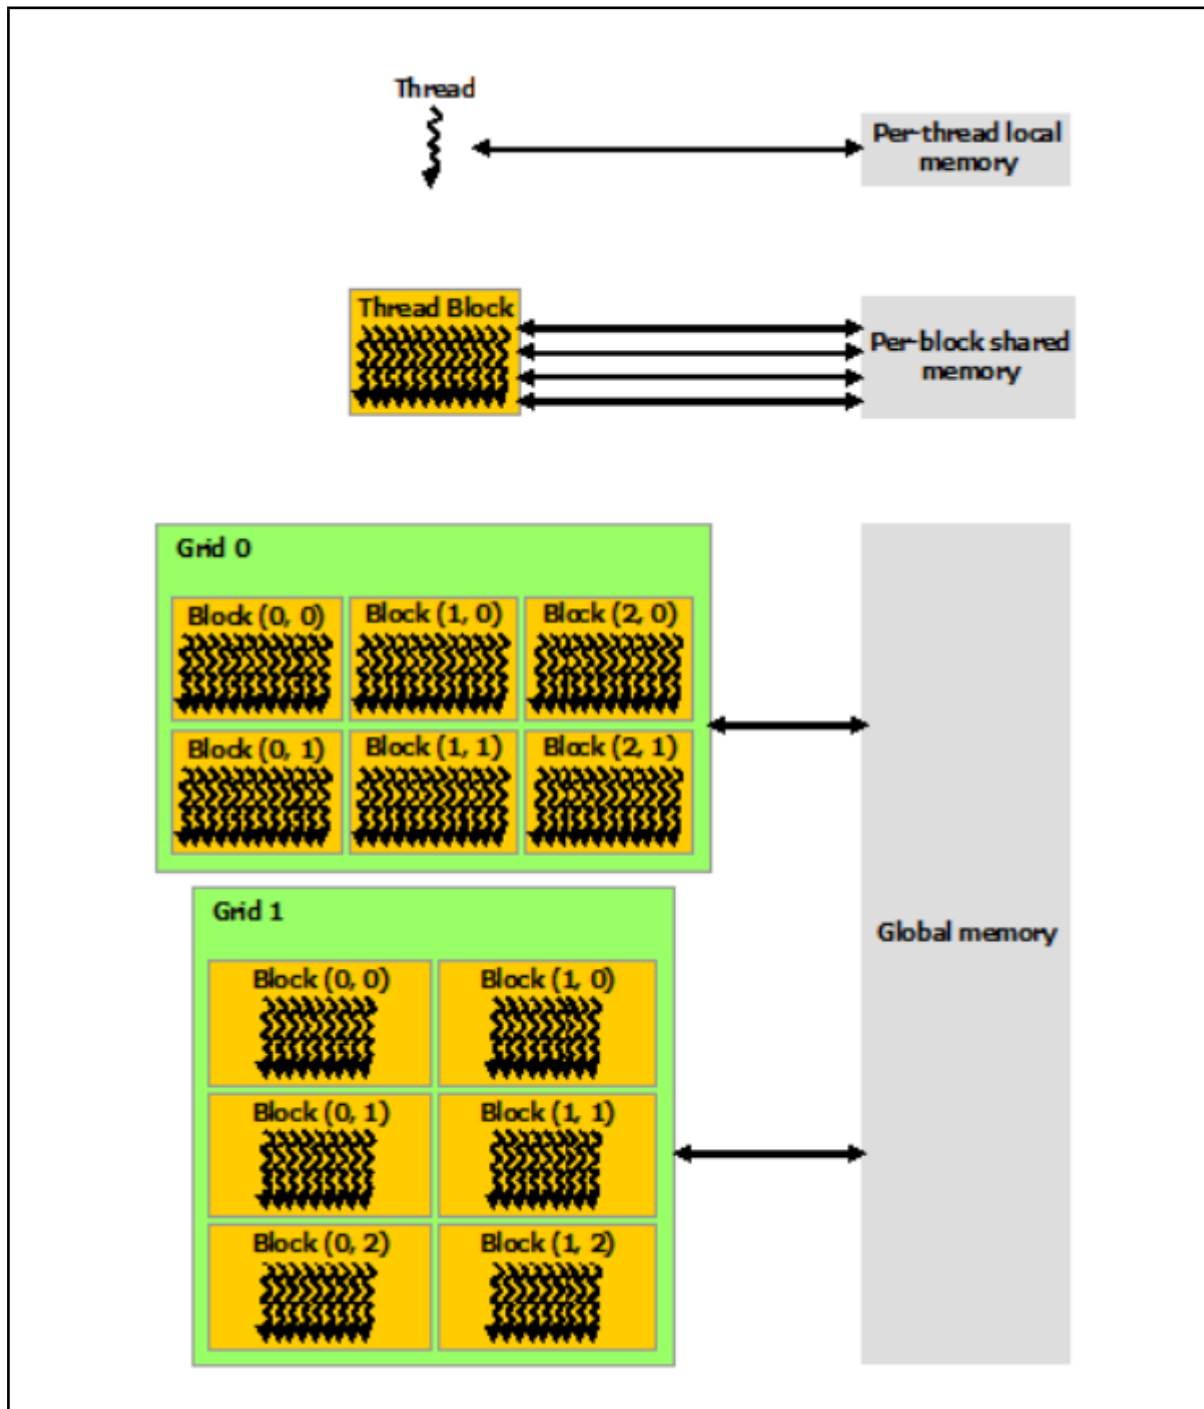 Thread
Per-thread local
memory
Thread Block
Per-block shared
memory
Grid 0
Block (0, 0)
Block (1, 0)
Block (2, 0)
Block (0, 1)
Block (1, 1)
Block (2, 1)
Grid 1
Block (0, 0)
Block (1, 0)
Block (0, 1)
Block (1, 1)
Block (0, 2)
Block (1, 2)
Global memory